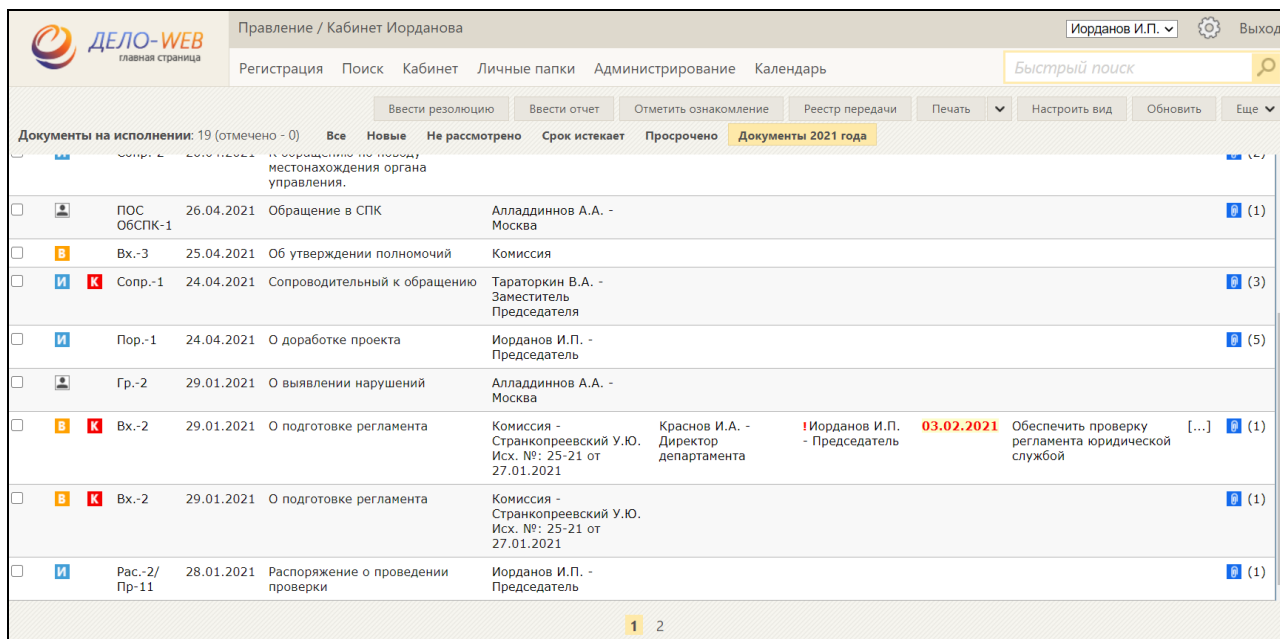 Правление / Кабинет Иорданова
Иорданов И.П.
Выход
ДЕЛО-WEB
главная страница
Регистрация Поиск Кабинет Личные папки Администрирование Календарь
Быстрый поиск
Ввести резолюцию Ввести отчет Отметить ознакомление Реестр передачи Печать Настроить вид Обновить Еще
Документы на исполнении: 19 (отмечено - 0) Все Новые Не рассмотрено Срок истекает Просрочено Документы 2021 года
И Сопр.-2 26.04.2021 К обращению по поводу (2)
местонахождения органа
управления.
ПОС 26.04.2021 Обращение в СПК Алладдиннов А.А. - (1)
ОбСПК-1 Москва
В Вх.-3 25.04.2021 Об утверждении полномочий Комиссия
И К Сопр.-1 24.04.2021 Сопроводительный к обращению Тараторкин В.А. - (3)
Заместитель
Председателя
И Пор.-1 24.04.2021 О доработке проекта Иорданов И.П. - (5)
Председатель
Гр.-2 29.01.2021 О выявлении нарушений Алладдиннов А.А. -
Москва
В К Вх.-2 29.01.2021 О подготовке регламента Комиссия - Краснов И.А. - !Иорданов И.П. 03.02.2021 Обеспечить проверку [...] (1)
Странкопреевский У.Ю. Директор - Председатель регламента юридической
Исх. №: 25-21 от департамента службой
27.01.2021
В К Вх.-2 29.01.2021 О подготовке регламента Комиссия - (1)
Странкопреевский У.Ю.
Исх. №: 25-21 от
27.01.2021
И Рас.-2/ 28.01.2021 Распоряжение о проведении Иорданов И.П. - (1)
Пр-11 проверки Председатель
1 2